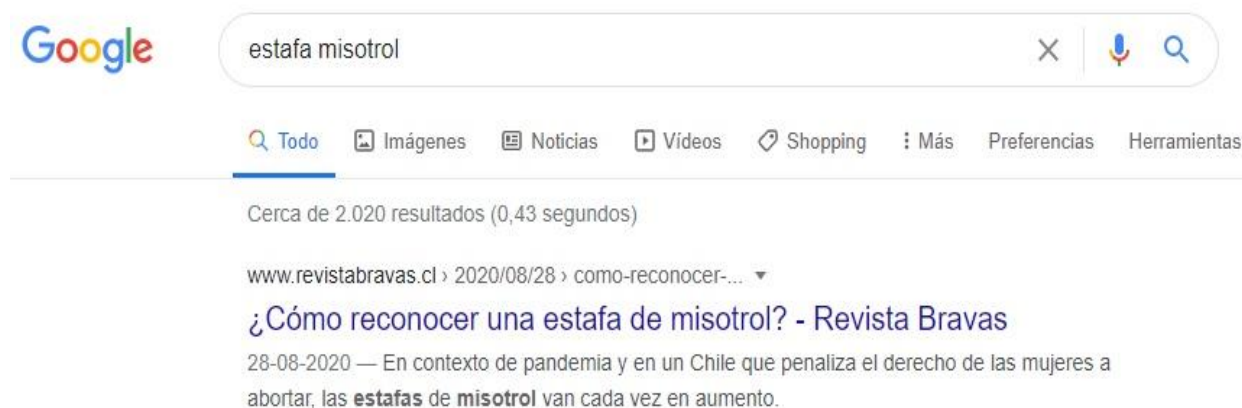 Google estafa misotrol
Todo Imágenes Noticias Vídeos Shopping Más Preferencias Herramientas
Cerca de 2.020 resultados (0,43 segundos)
www.revistabravas.cl › 2020/08/28 › como-reconocer-...
¿Cómo reconocer una estafa de misotrol? - Revista Bravas
28-08-2020 — En contexto de pandemia y en un Chile que penaliza el derecho de las mujeres a
abortar, las estafas de misotrol van cada vez en aumento.